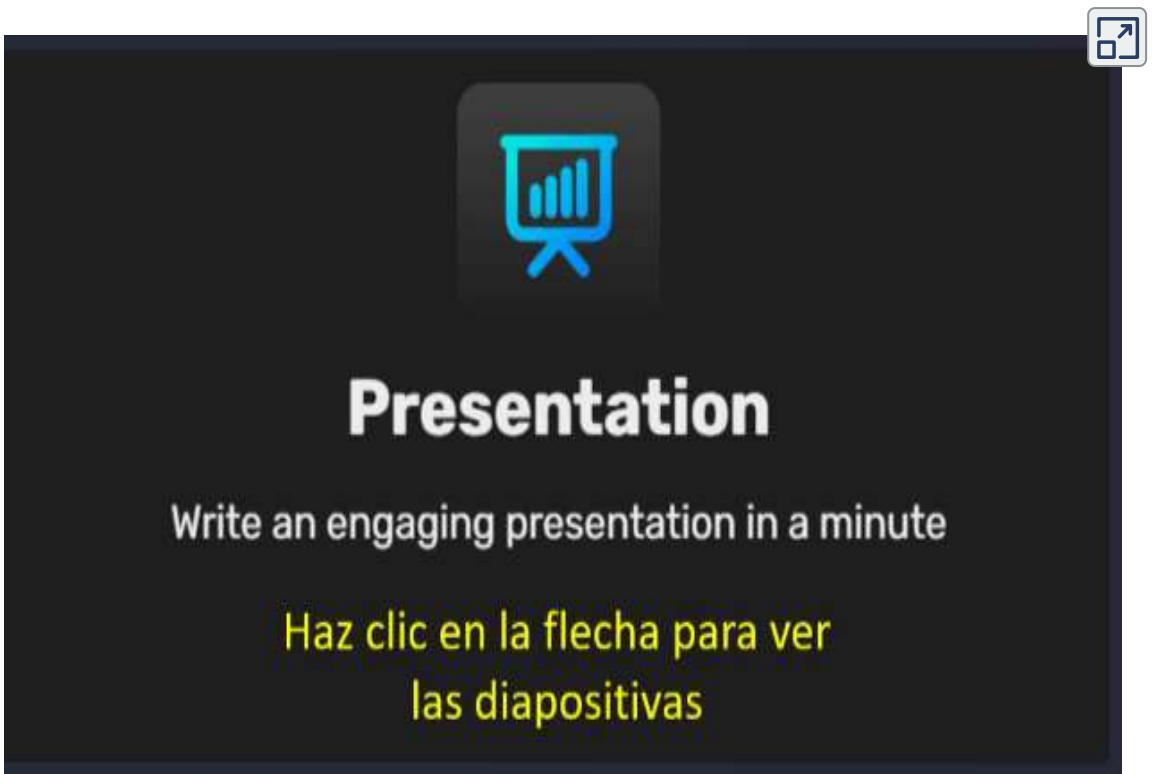 Presentation
Write an engaging presentation in a minute
Haz clic en la flecha para ver
las diapositivas